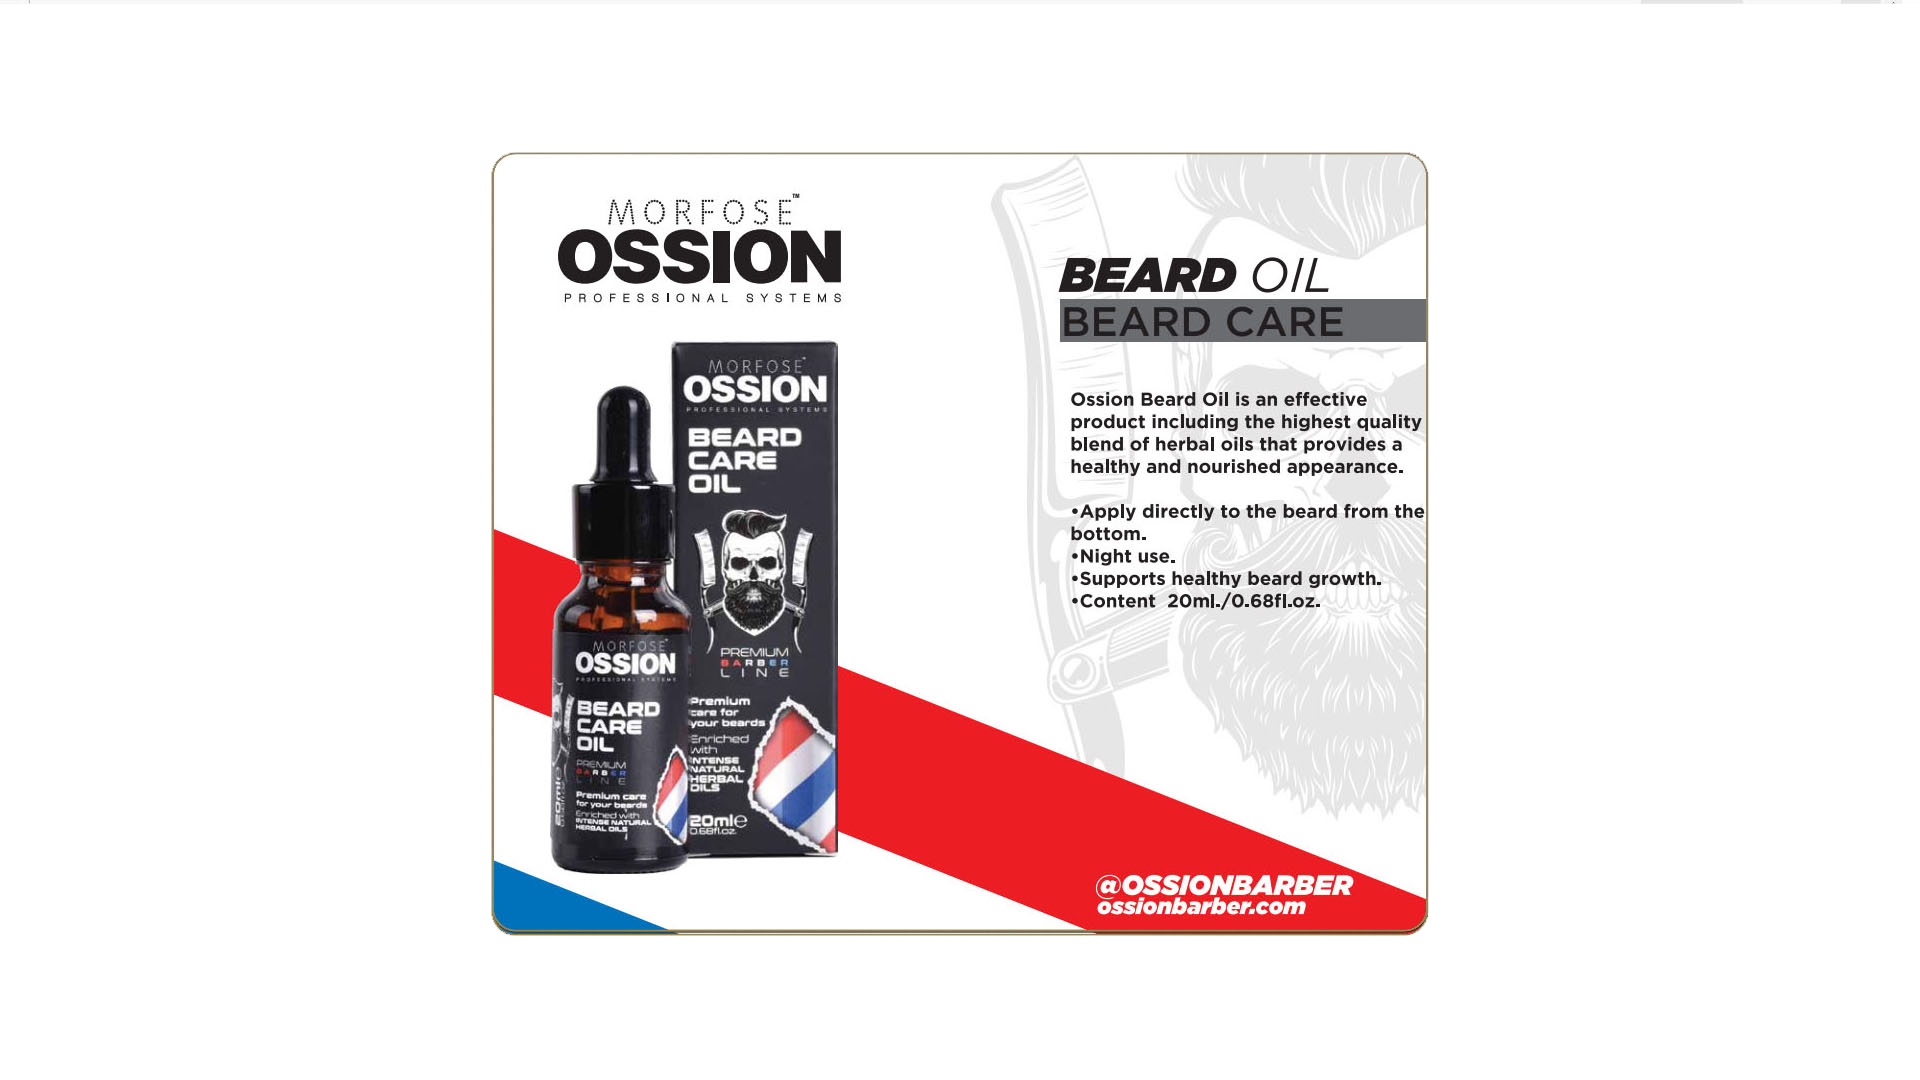 MORFOSE™
OSSION
PROFESSIONAL SYSTEMS
BEARD OIL
BEARD CARE
Ossion Beard Oil is an effective
product including the highest quality
blend of herbal oils that provides a
healthy and nourished appearance.
•Apply directly to the beard from the
bottom.
•Night use.
•Supports healthy beard growth.
•Content  20ml./0.68fl.oz.
MORFOSE
OSSION
PROFESSIONAL SYSTEMS
BEARD
CARE
OIL
PREMIUM
BARBER
LINE
Premium
care for
your beards
Enriched
with
INTENSE
NATURAL
HERBAL
OILS
20ml℮
0.68fl.oz.
MORFOSE
OSSION
PROFESSIONAL SYSTEMS
BEARD
CARE
OIL
PREMIUM
BARBER
LINE
Premium care
for your beards
Enriched with
INTENSE NATURAL
HERBAL OILS
20ml℮
@OSSIONBARBER
ossionbarber.com